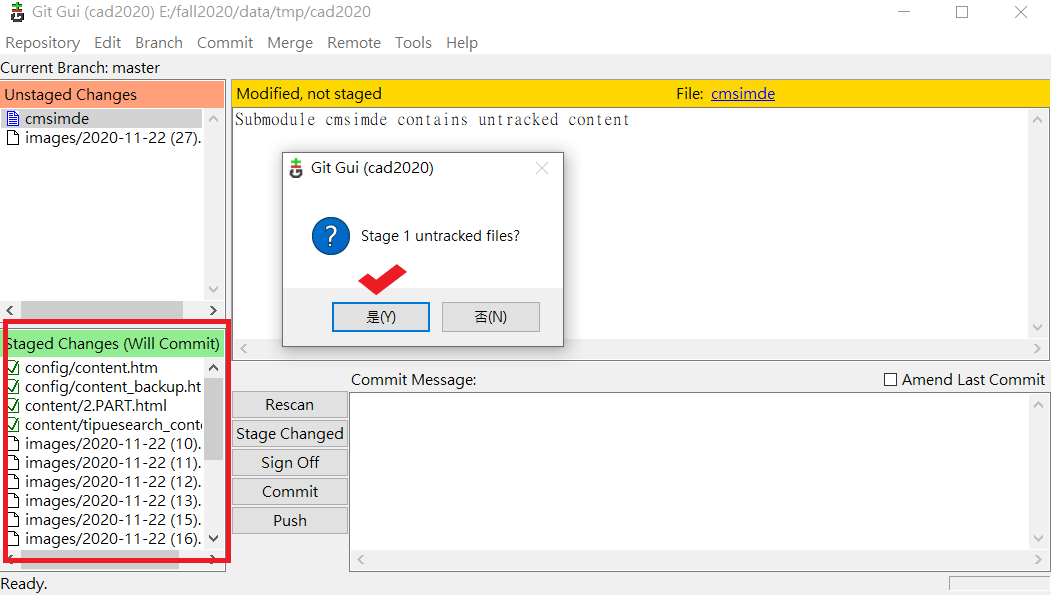 Git Gui (cad2020) E:/fall2020/data/tmp/cad2020
Repository Edit Branch Commit Merge Remote Tools Help
Current Branch: master
Unstaged Changes
cmsimde
images/2020-11-22 (27).
Modified, not staged File: cmsimde
Submodule cmsimde contains untracked content
Git Gui (cad2020)
Stage 1 untracked files?
是(Y) 否(N)
Staged Changes (Will Commit)
config/content.htm
config/content_backup.ht
content/2.PART.html
content/tipuesearch_conte
images/2020-11-22 (10).
images/2020-11-22 (11).
images/2020-11-22 (12).
images/2020-11-22 (13).
images/2020-11-22 (15).
images/2020-11-22 (16).
Rescan
Stage Changed
Sign Off
Commit
Push
Commit Message: Amend Last Commit
Ready.